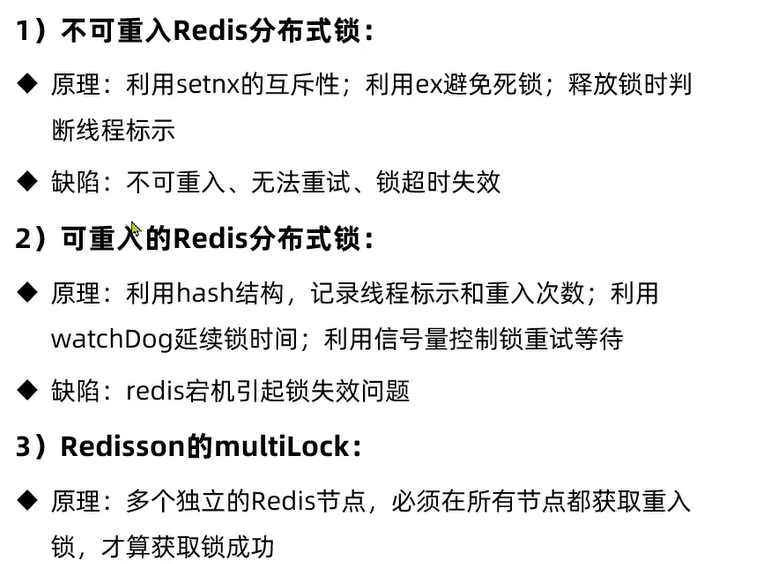 1）不可重入Redis分布式锁：
◆ 原理：利用setnx的互斥性；利用ex避免死锁；释放锁时判
断线程标示
◆ 缺陷：不可重入、无法重试、锁超时失效
2）可重入的Redis分布式锁：
◆ 原理：利用hash结构，记录线程标示和重入次数；利用
watchDog延续锁时间；利用信号量控制锁重试等待
◆ 缺陷：redis宕机引起锁失效问题
3）Redisson的multiLock：
◆ 原理：多个独立的Redis节点，必须在所有节点都获取重入
锁，才算获取锁成功